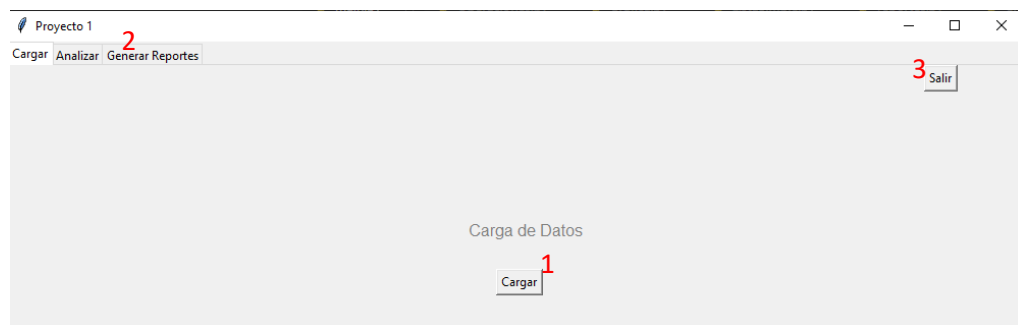 Proyecto 1
2
Cargar Analizar Generar Reportes
3 Salir
Carga de Datos
1
Cargar